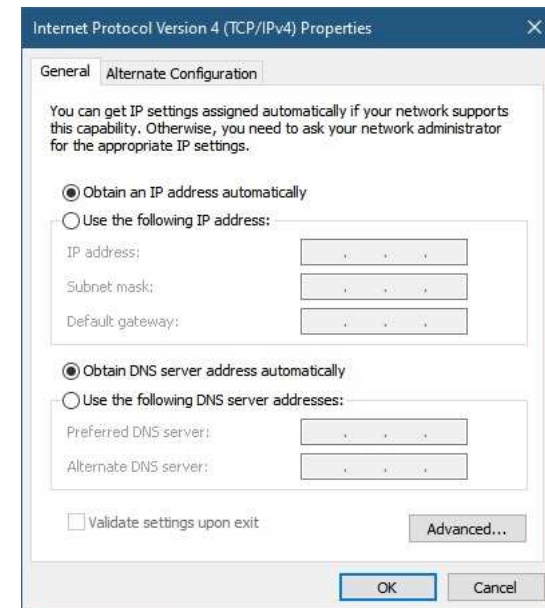 Internet Protocol Version 4 (TCP/IPv4) Properties
General
Alternate Configuration
You can get IP settings assigned automatically if your network supports
this capability. Otherwise, you need to ask your network administrator
for the appropriate IP settings.
Obtain an IP address automatically
Use the following IP address:
IP address:
Subnet mask:
Default gateway:
Obtain DNS server address automatically
Use the following DNS server addresses:
Preferred DNS server:
Alternate DNS server:
Validate settings upon exit
Advanced...
OK
Cancel